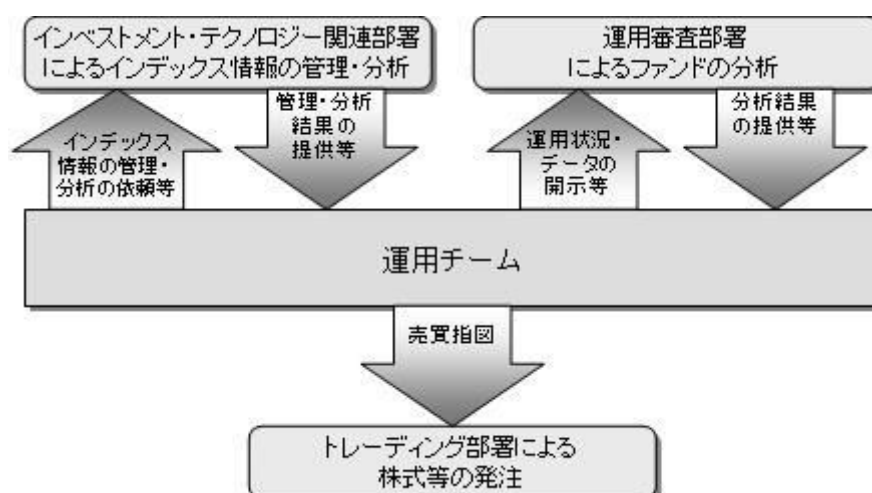 インベストメント・テクノロジー関連部署
によるインデックス情報の管理・分析
運用審査部署
によるファンドの分析
インデックス
情報の管理・
分析の依頼等
管理・分析
結果の
提供等
運用状況・
データの
開示等
分析結果
の提供等
運用チーム
売買指図
トレーディング部署による
株式等の発注